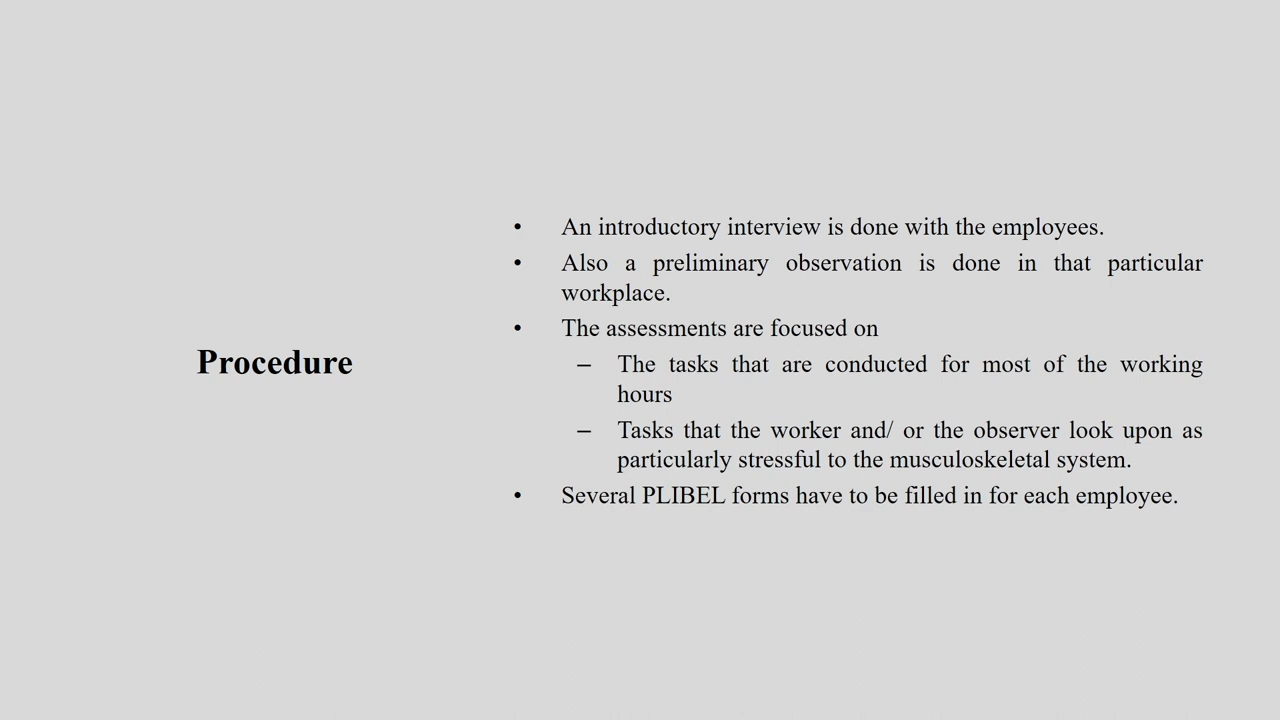 Procedure
• An introductory interview is done with the employees.
• Also a preliminary observation is done in that particular
workplace.
• The assessments are focused on
– The tasks that are conducted for most of the working
hours
– Tasks that the worker and/ or the observer look upon as
particularly stressful to the musculoskeletal system.
• Several PLIBEL forms have to be filled in for each employee.